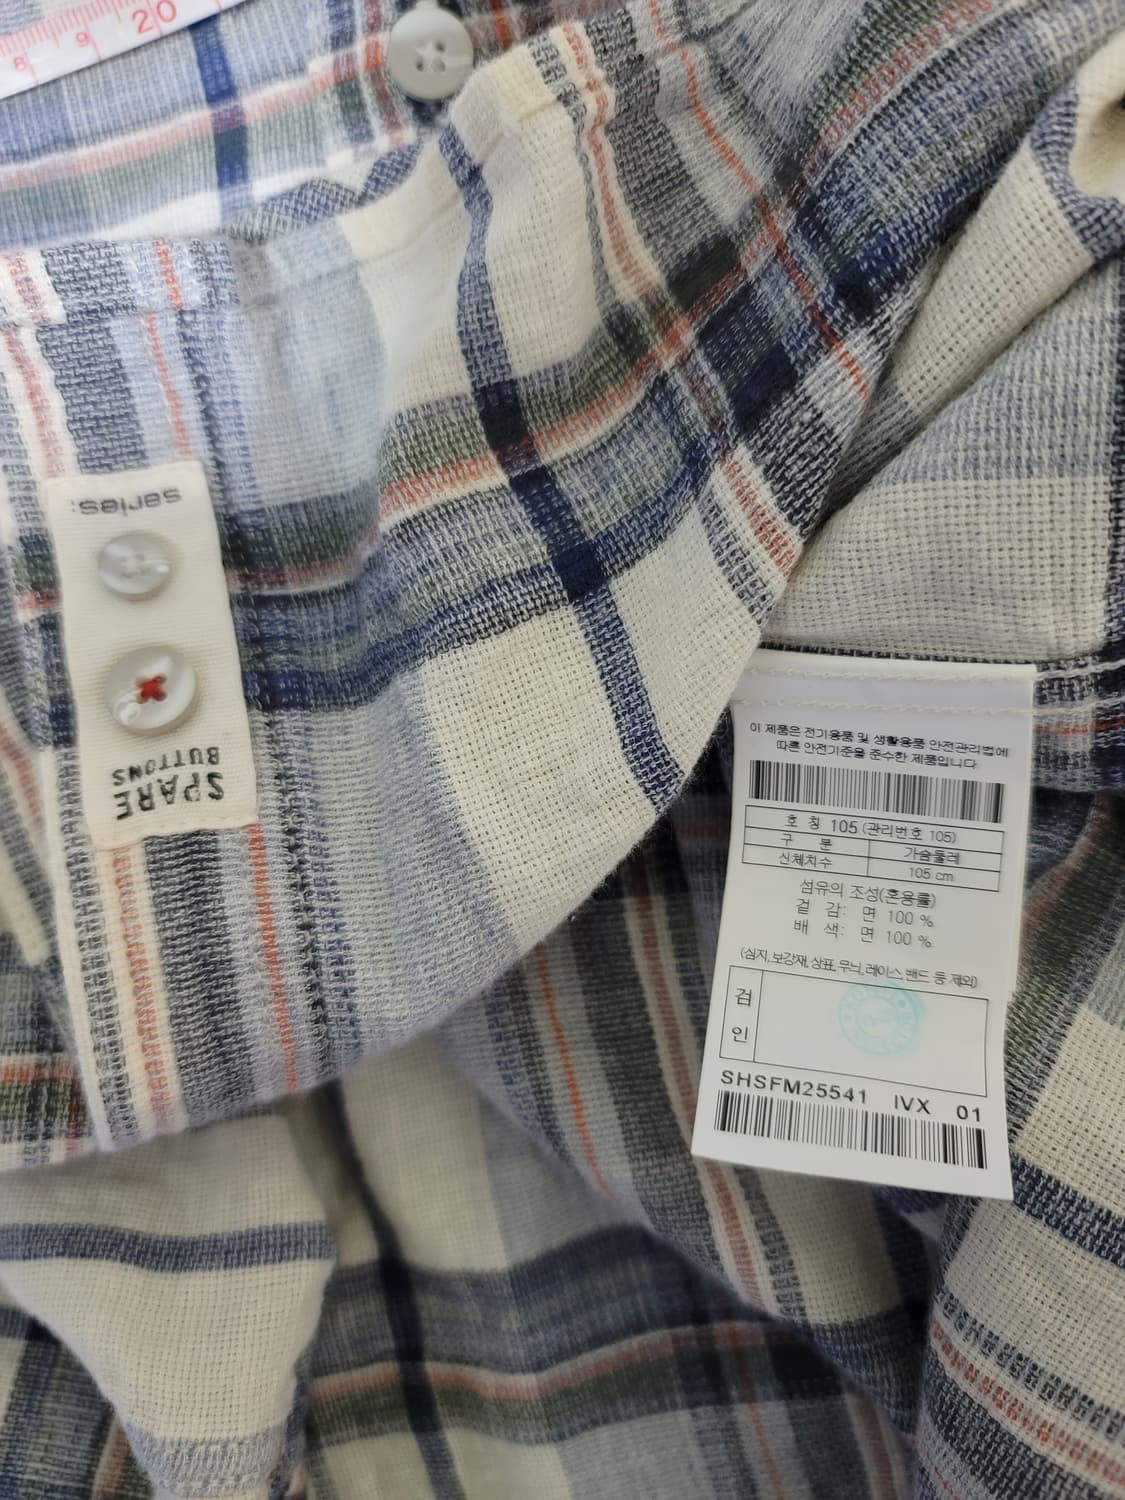 8 9 20
series:
SPARE
BUTTONS
이 제품은 전기용품 및 생활용품 안전관리법에
따른 안전기준을 준수한 제품입니다
호 칭 105 (관리번호 105)
구 분 가슴둘레
신체치수 105 cm
섬유의 조성(혼용률)
겉 감: 면 100 %
배 색: 면 100 %
(심지, 보강재, 상표, 무늬, 레이스 밴드 등 제외)
검
인
SHSFM25541 IVX 01